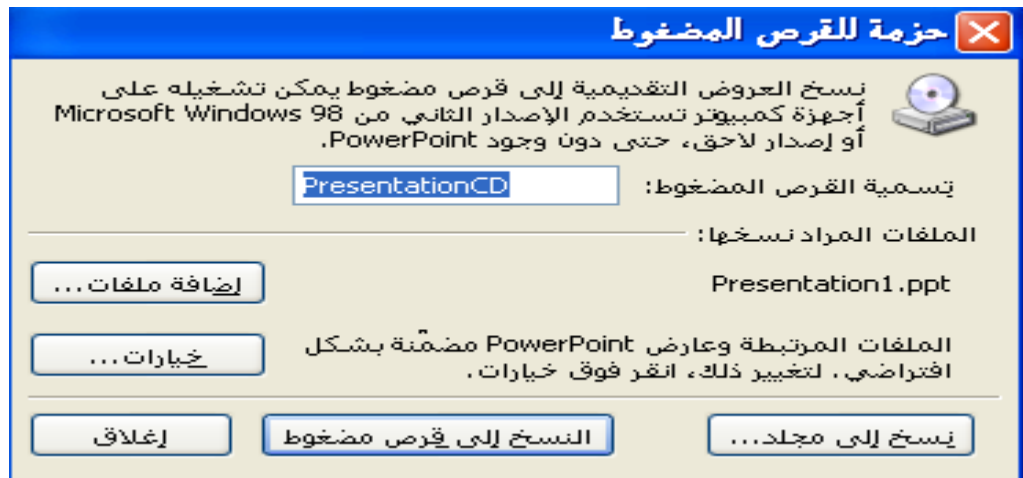 حزمة للقرص المضغوط
نسخ العروض التقديمية إلى قرص مضغوط يمكن تشغيله على
أجهزة كمبيوتر تستخدم الإصدار الثاني من Microsoft Windows 98
أو إصدار لاحق، حتى دون وجود PowerPoint.
تسمية القرص المضغوط: PresentationCD
الملفات المراد نسخها:
Presentation1.ppt إضافة ملفات...
الملفات المرتبطة وعارض PowerPoint مضمّنة بشكل
افتراضي. لتغيير ذلك، انقر فوق خيارات.
خيارات...
نسخ إلى مجلد... النسخ إلى قرص مضغوط إغلاق